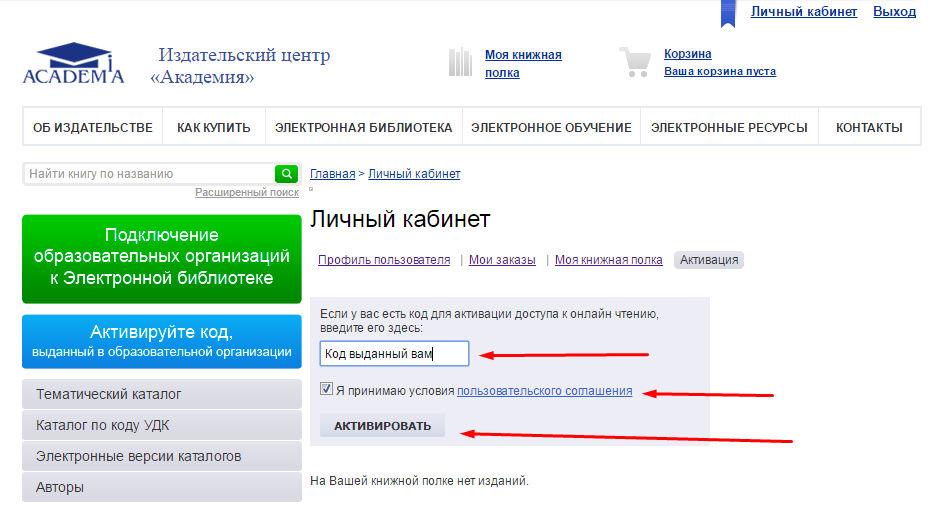 Личный кабинет Выход
ACADEMiA
Издательский центр
«Академия»
Моя книжная
полка
Корзина
Ваша корзина пуста
ОБ ИЗДАТЕЛЬСТВЕ КАК КУПИТЬ ЭЛЕКТРОННАЯ БИБЛИОТЕКА ЭЛЕКТРОННОЕ ОБУЧЕНИЕ ЭЛЕКТРОННЫЕ РЕСУРСЫ КОНТАКТЫ
Найти книгу по названию
Расширенный поиск
Подключение
образовательных организаций
к Электронной библиотеке
Активируйте код,
выданный в образовательной организации
Тематический каталог
Каталог по коду УДК
Электронные версии каталогов
Авторы
Главная > Личный кабинет
Личный кабинет
Профиль пользователя | Мои заказы | Моя книжная полка Активация
Если у вас есть код для активации доступа к онлайн чтению,
введите его здесь:
Код выданный вам
Я принимаю условия пользовательского соглашения
АКТИВИРОВАТЬ
На Вашей книжной полке нет изданий.